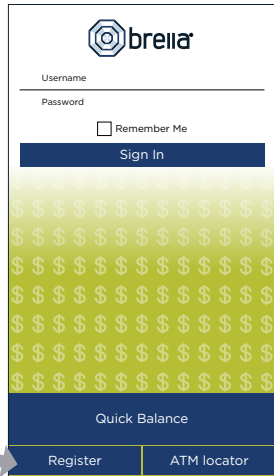 brella
Username
Password
Remember Me
Sign In
$ $ $ $ $ $ $ $ $ $ $ $ $
$ $ $ $ $ $ $ $ $ $ $ $ $
$ $ $ $ $ $ $ $ $ $ $ $ $
$ $ $ $ $ $ $ $ $ $ $ $ $
$ $ $ $ $ $ $ $ $ $ $ $ $
$ $ $ $ $ $ $ $ $ $ $ $ $
$ $ $ $ $ $ $ $ $ $ $ $ $
Quick Balance
Register ATM locator